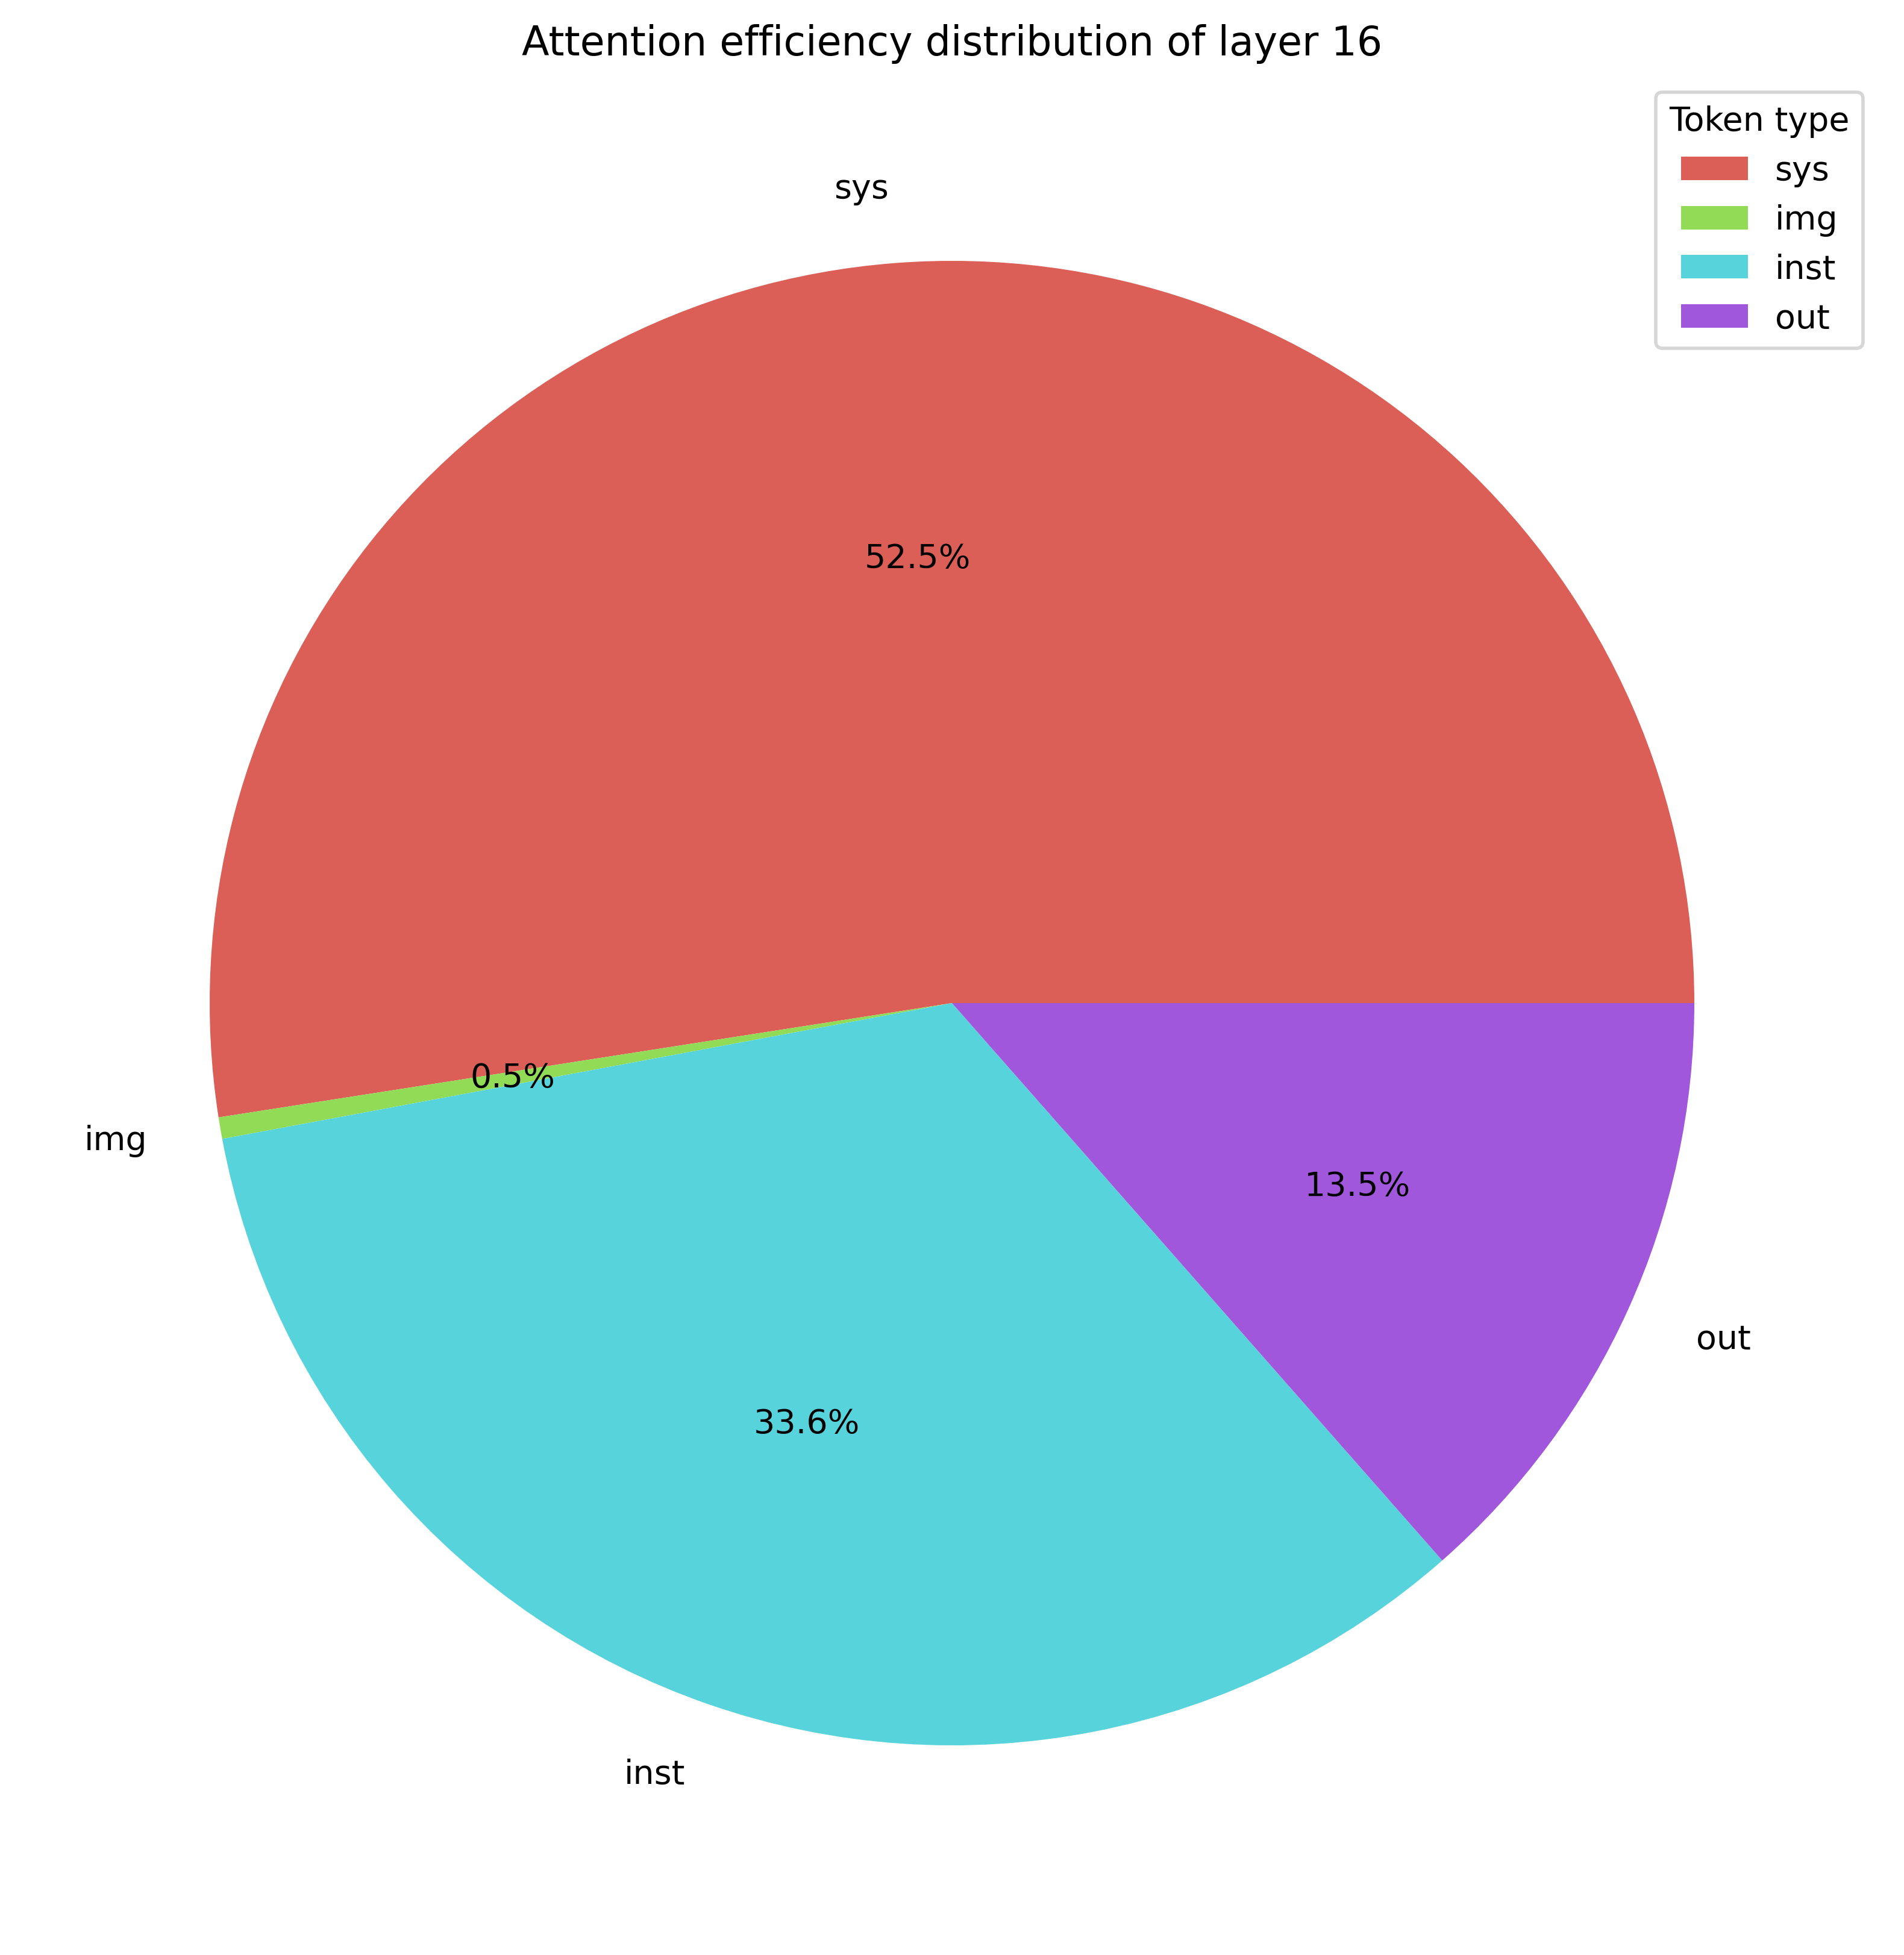 Attention efficiency distribution of layer 16
Token type
sys
img
inst
out
sys
52.5%
0.5%
img
13.5%
out
33.6%
inst